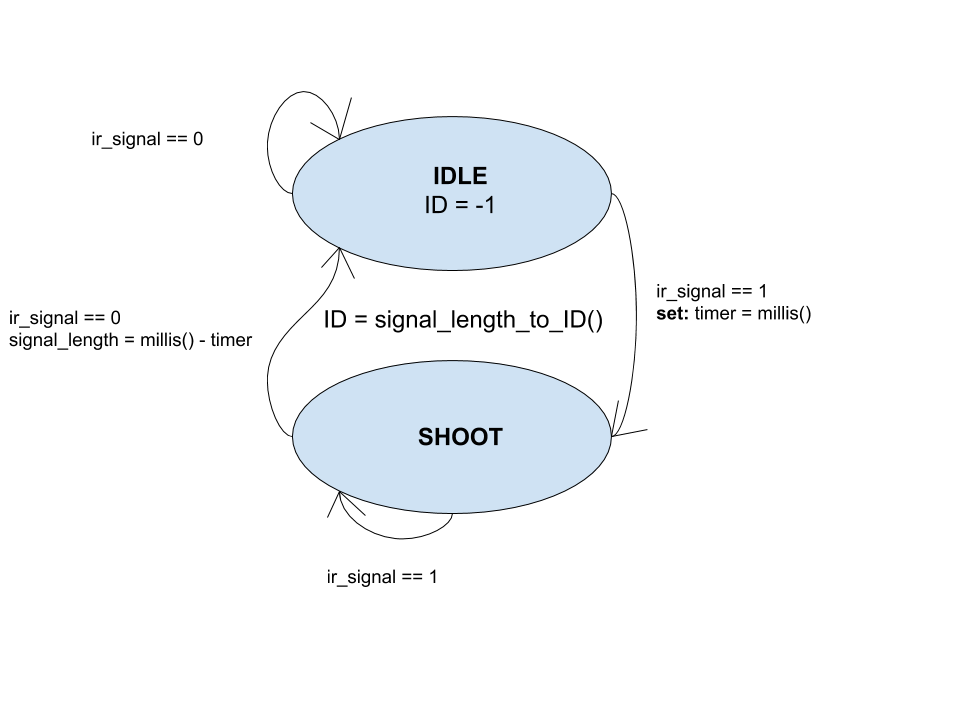 ir_signal == 0
IDLE
ID = -1
ir_signal == 1
set: timer = millis()
ir_signal == 0
signal_length = millis() - timer
ID = signal_length_to_ID()
SHOOT
ir_signal == 1